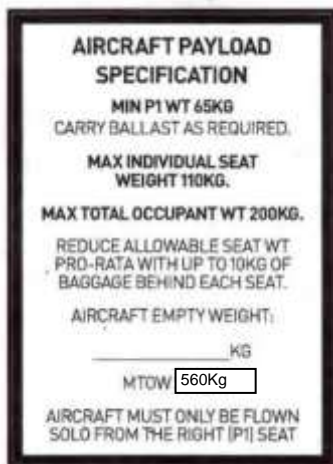 AIRCRAFT PAYLOAD
SPECIFICATION
MIN P1 WT 65KG
CARRY BALLAST AS REQUIRED.
MAX INDIVIDUAL SEAT
WEIGHT 110KG.
MAX TOTAL OCCUPANT WT 200KG.
REDUCE ALLOWABLE SEAT WT
PRO-RATA WITH UP TO 10KG OF
BAGGAGE BEHIND EACH SEAT.
AIRCRAFT EMPTY WEIGHT:
____________KG
MTOW 560Kg
AIRCRAFT MUST ONLY BE FLOWN
SOLO FROM THE RIGHT (P1) SEAT